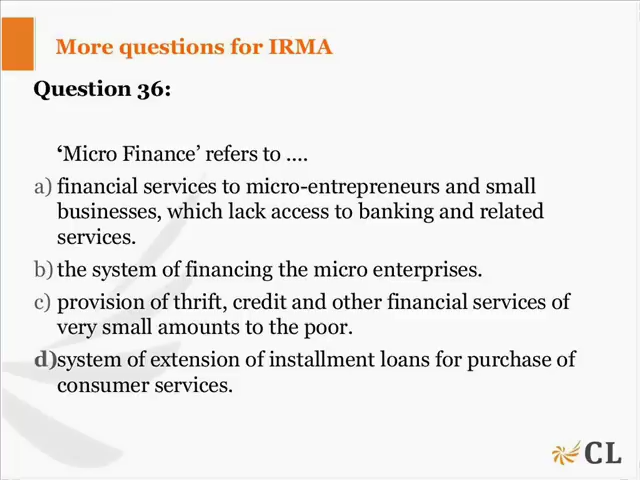 More questions for IRMA
Question 36:
‘Micro Finance’ refers to ....
a) financial services to micro-entrepreneurs and small
businesses, which lack access to banking and related
services.
b) the system of financing the micro enterprises.
c) provision of thrift, credit and other financial services of
very small amounts to the poor.
d) system of extension of installment loans for purchase of
consumer services.
CL